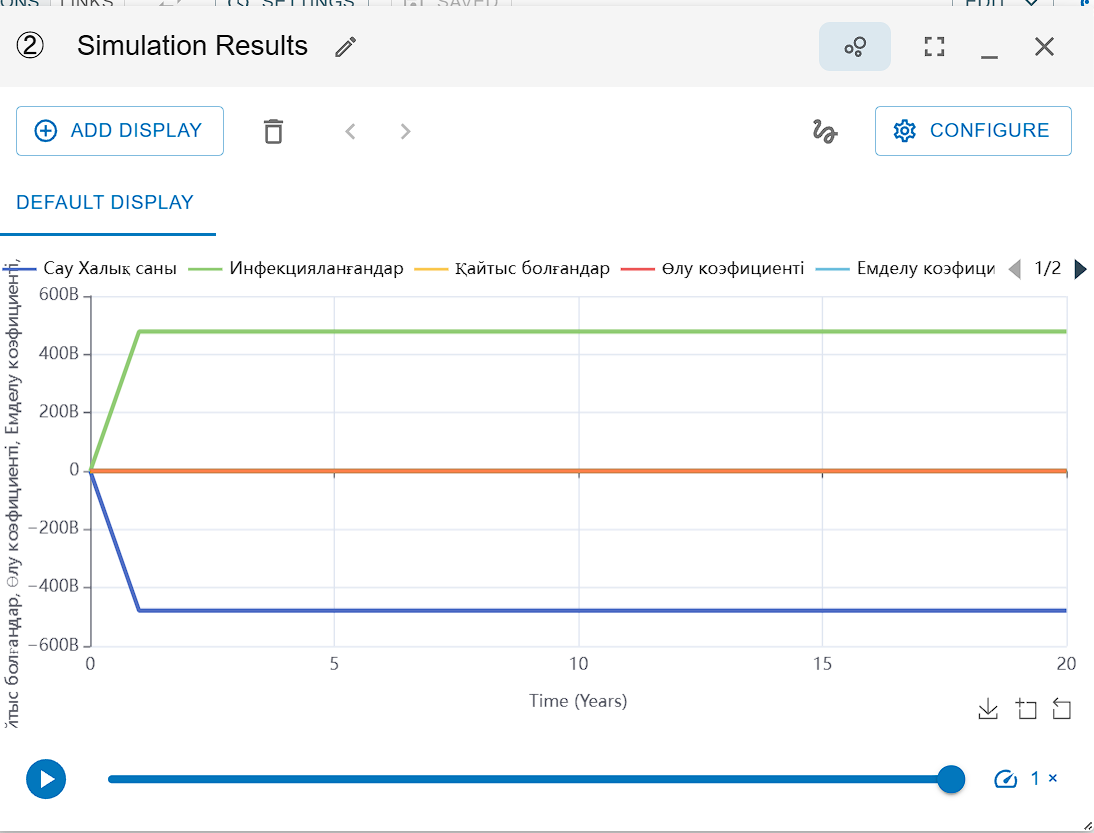 LINKS
SETTINGS
SAVED
EDIT
② Simulation Results
ADD DISPLAY
CONFIGURE
DEFAULT DISPLAY
Сау Халық саны Инфекцияланғандар Қайтыс болғандар Өлу коэфициенті Емделу коэфици 1/2
йтыс болғандар, Өлу коэфициенті, Емделу коэфициенті,
600B
400B
200B
0
−200B
−400B
−600B
0 5 10 15 20
Time (Years)
1 ×